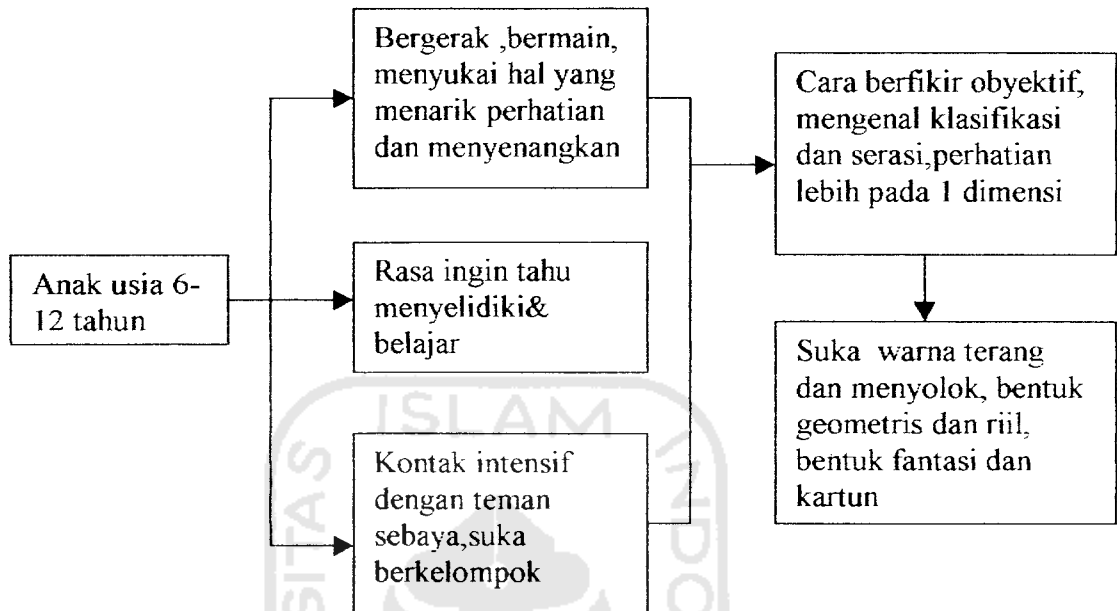 Anak usia 6-
12 tahun
Bergerak ,bermain,
menyukai hal yang
menarik perhatian
dan menyenangkan
Rasa ingin tahu
menyelidiki&
belajar
Kontak intensif
dengan teman
sebaya,suka
berkelompok
Cara berfikir obyektif,
mengenal klasifikasi
dan serasi,perhatian
lebih pada 1 dimensi
Suka warna terang
dan menyolok, bentuk
geometris dan riil,
bentuk fantasi dan
kartun
ISLAM
SITAS
INDO